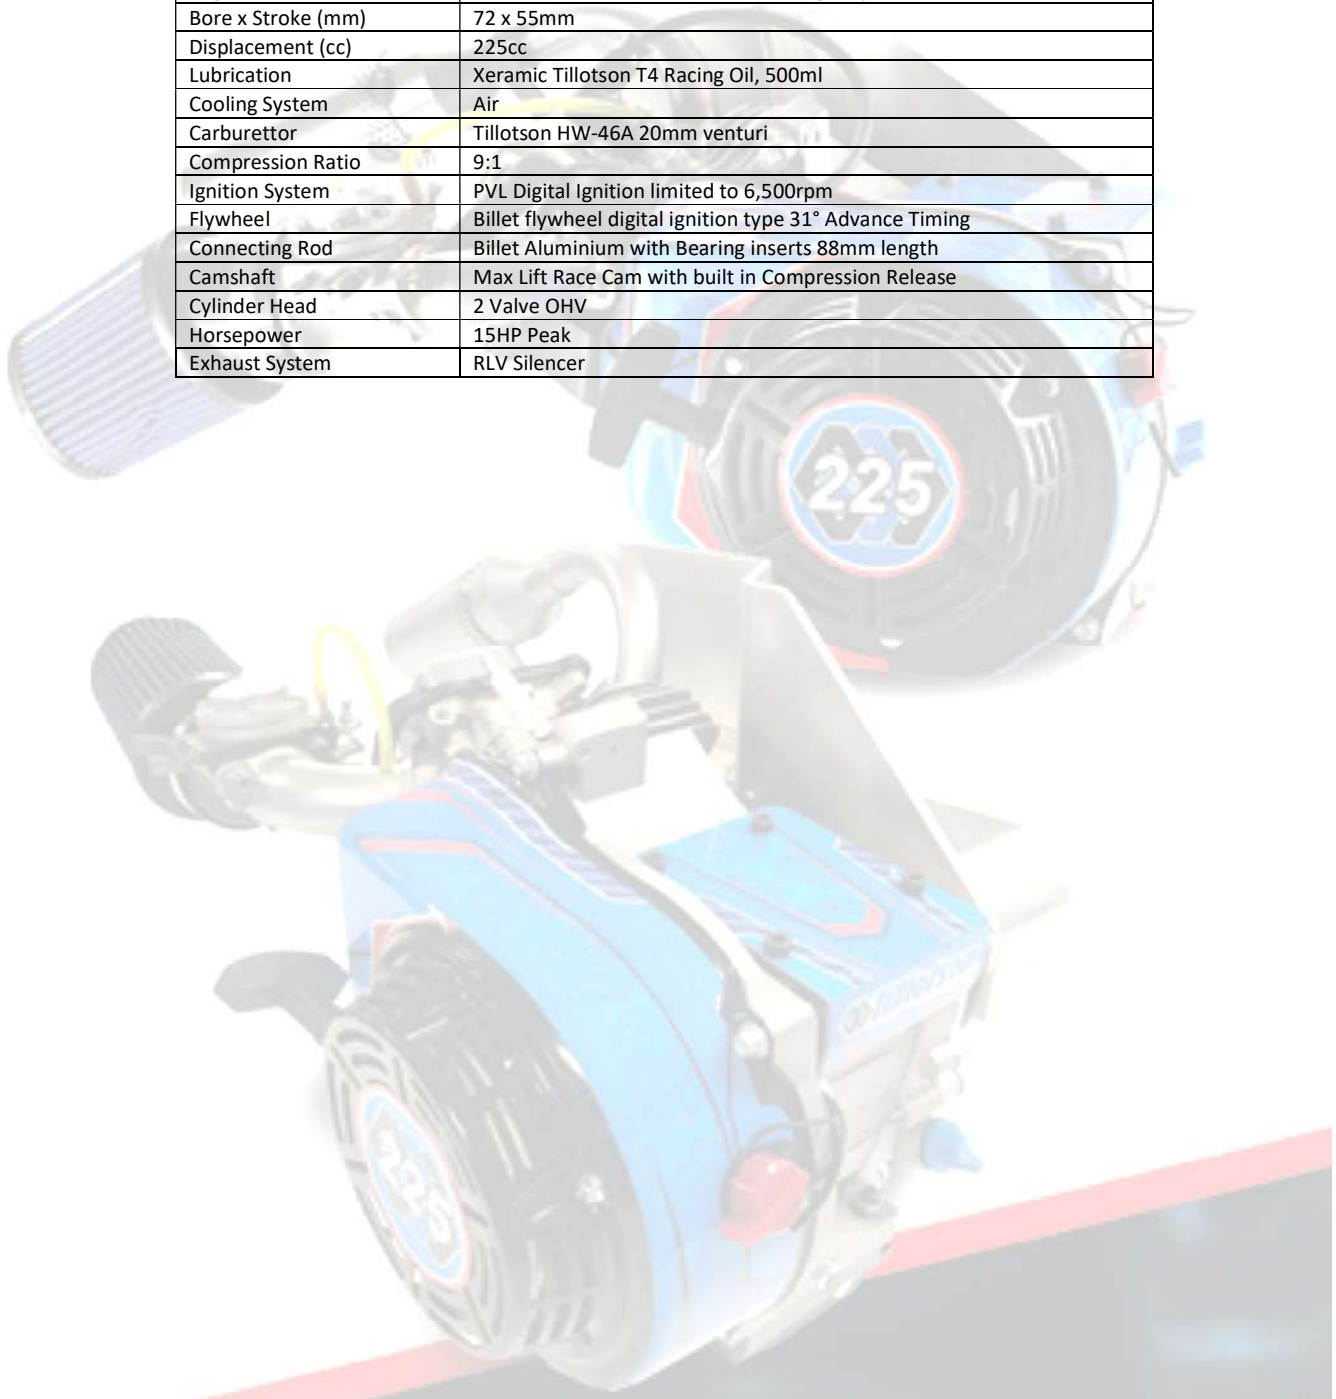 Bore x Stroke (mm) 72 x 55mm
Displacement (cc) 225cc
Lubrication Xeramic Tillotson T4 Racing Oil, 500ml
Cooling System Air
Carburettor Tillotson HW-46A 20mm venturi
Compression Ratio 9:1
Ignition System PVL Digital Ignition limited to 6,500rpm
Flywheel Billet flywheel digital ignition type 31° Advance Timing
Connecting Rod Billet Aluminium with Bearing inserts 88mm length
Camshaft Max Lift Race Cam with built in Compression Release
Cylinder Head 2 Valve OHV
Horsepower 15HP Peak
Exhaust System RLV Silencer
225
225
TILLOTSON